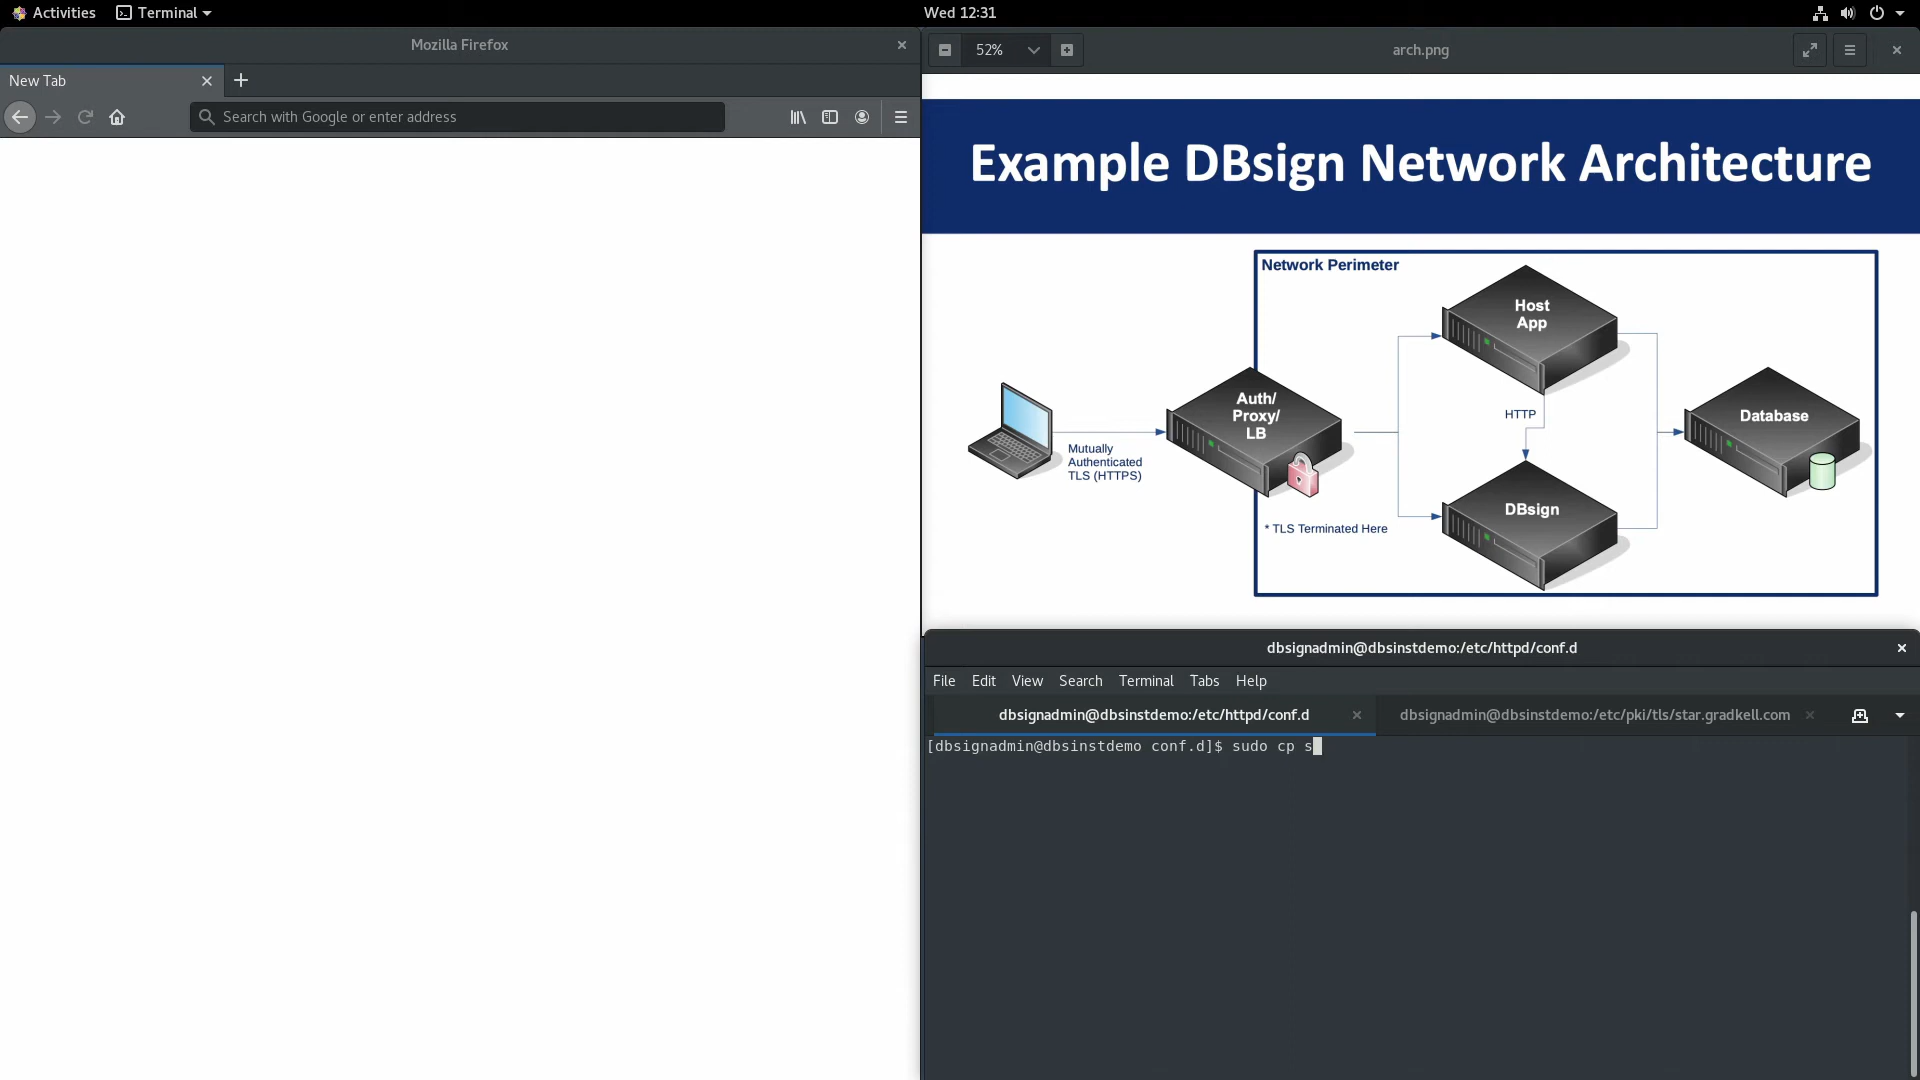 Activities
Terminal
Wed 12:31
Mozilla Firefox
New Tab
Search with Google or enter address
52%
arch.png
Example DBsign Network Architecture
Network Perimeter
Host
App
Auth/
Proxy/
LB
HTTP
Database
Mutually
Authenticated
TLS (HTTPS)
DBsign
* TLS Terminated Here
dbsignadmin@dbsinstdemo:/etc/httpd/conf.d
File Edit View Search Terminal Tabs Help
dbsignadmin@dbsinstdemo:/etc/httpd/conf.d
dbsignadmin@dbsinstdemo:/etc/pki/tls/star.gradkell.com
[dbsignadmin@dbsinstdemo conf.d]$ sudo cp s